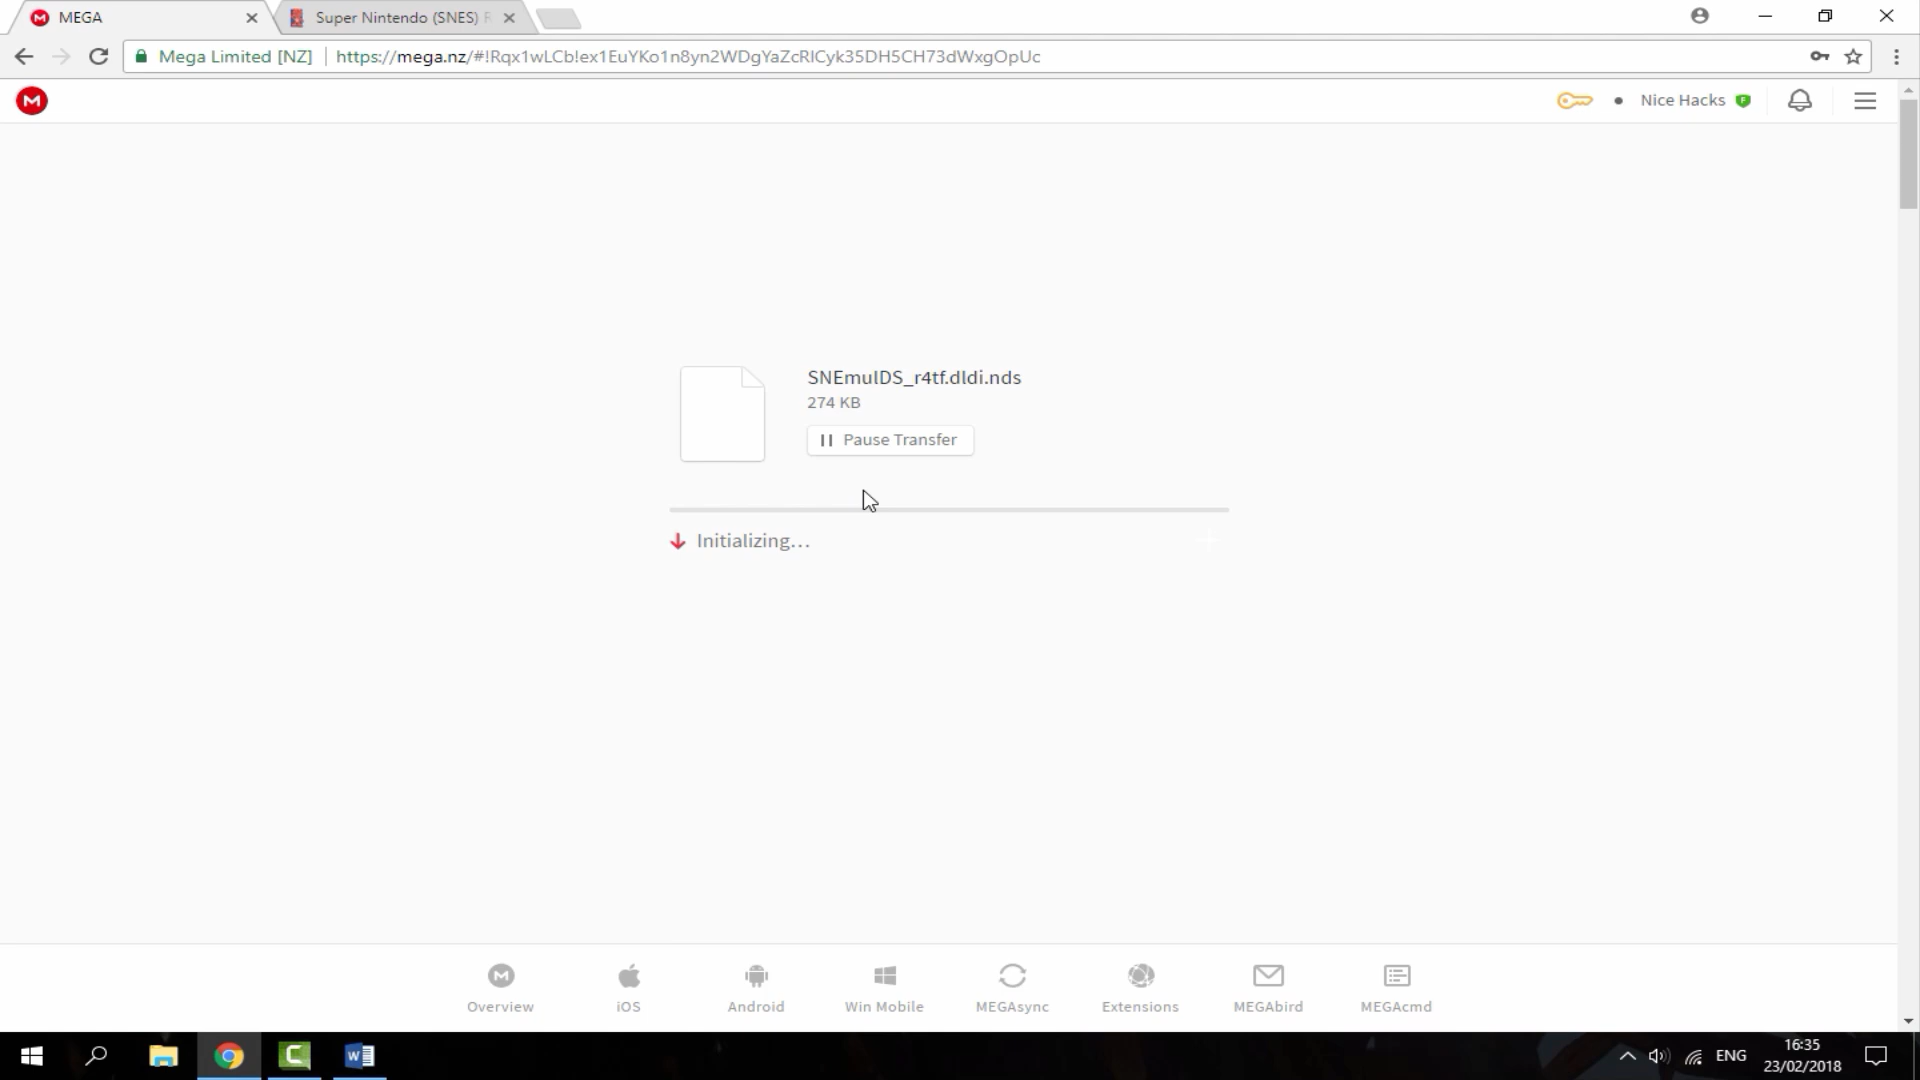 MEGA
Super Nintendo (SNES)
Mega Limited [NZ]
https://mega.nz/#!Rqx1wLCb!ex1EuYKo1n8yn2WDgYaZcRICyk35DH5CH73dWxgOpUc
Nice Hacks
SNEmulDS_r4tf.dldi.nds
274 KB
Pause Transfer
Initializing...
Overview
iOS
Android
Win Mobile
MEGAsync
Extensions
MEGAbird
MEGAcmd
ENG
16:35
23/02/2018